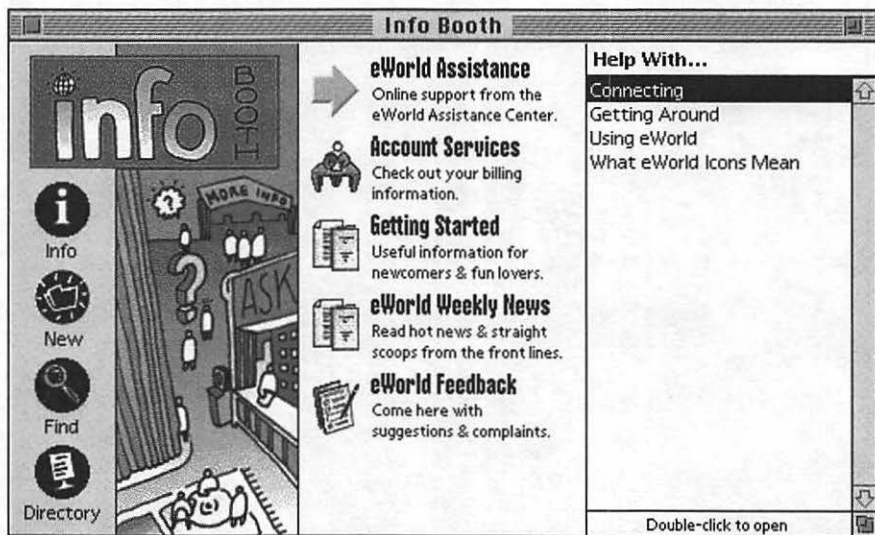 Info Booth
info
BOOTH
Info
New
Find
Directory
?
MORE INFO
?
ASK
eWorld Assistance
Online support from the
eWorld Assistance Center.
Account Services
Check out your billing
information.
Getting Started
Useful information for
newcomers & fun lovers.
eWorld Weekly News
Read hot news & straight
scoops from the front lines.
eWorld Feedback
Come here with
suggestions & complaints.
Help With...
Connecting
Getting Around
Using eWorld
What eWorld Icons Mean
Double-click to open